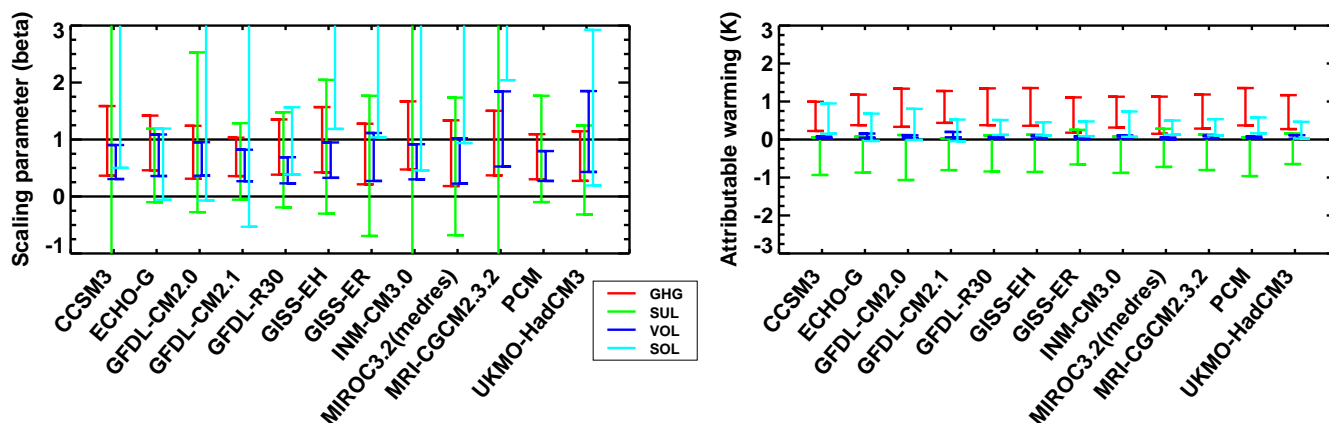 Scaling parameter (beta)
3
2
1
0
-1
CCSM3
ECHO-G
GFDL-CM2.0
GFDL-CM2.1
GFDL-R30
GISS-EH
GISS-ER
INM-CM3.0
MIROC3.2(medres)
MRI-CGCM2.3.2
PCM
UKMO-HadCM3
GHG
SUL
VOL
SOL
Attributable warming (K)
3
2
1
0
-1
-2
-3
CCSM3
ECHO-G
GFDL-CM2.0
GFDL-CM2.1
GFDL-R30
GISS-EH
GISS-ER
INM-CM3.0
MIROC3.2(medres)
MRI-CGCM2.3.2
PCM
UKMO-HadCM3